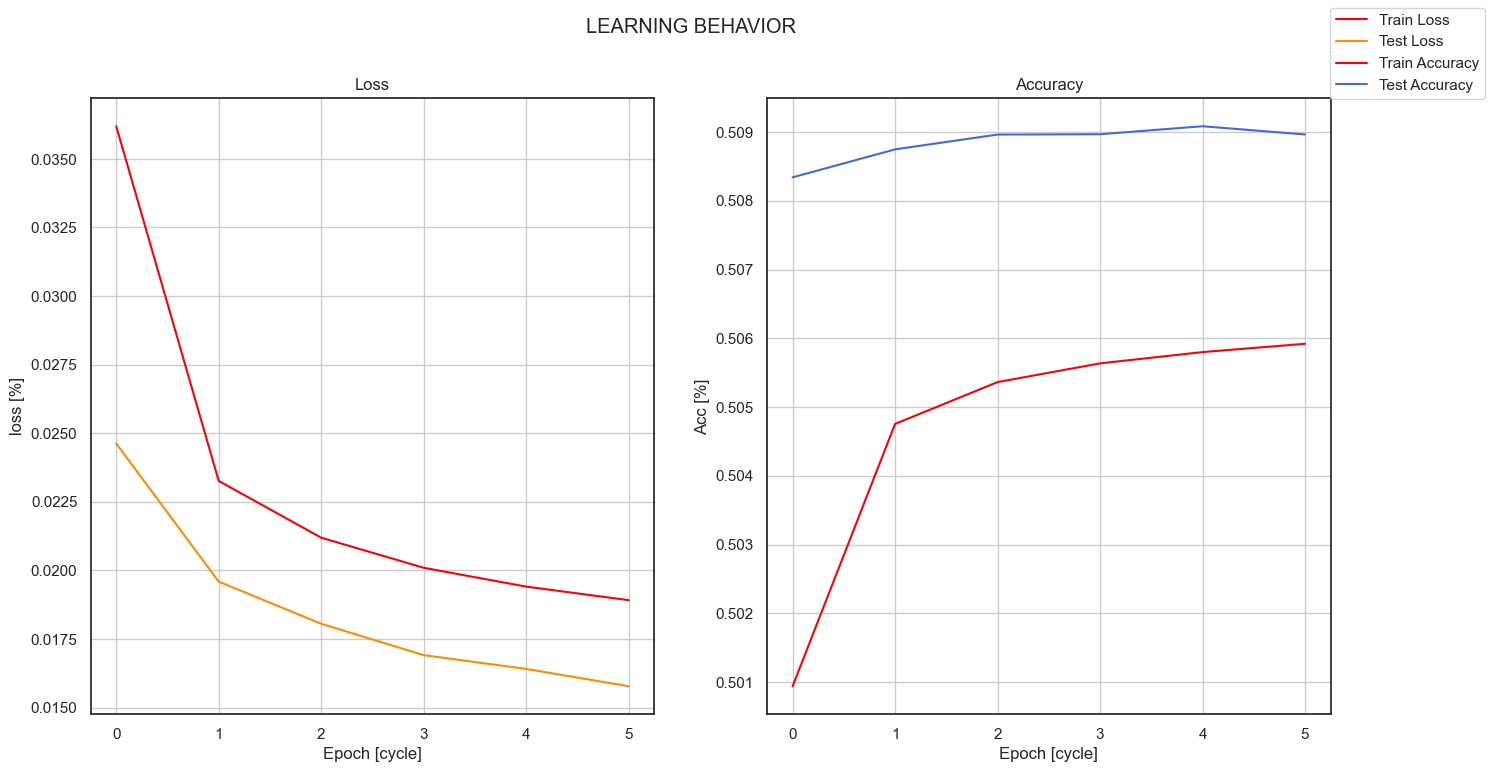 LEARNING BEHAVIOR
Train Loss
Test Loss
Train Accuracy
Test Accuracy
Loss
0.0350
0.0325
0.0300
0.0275
0.0250
0.0225
0.0200
0.0175
0.0150
loss [%]
0 1 2 3 4 5
Epoch [cycle]
Accuracy
0.509
0.508
0.507
0.506
0.505
0.504
0.503
0.502
0.501
Acc [%]
0 1 2 3 4 5
Epoch [cycle]